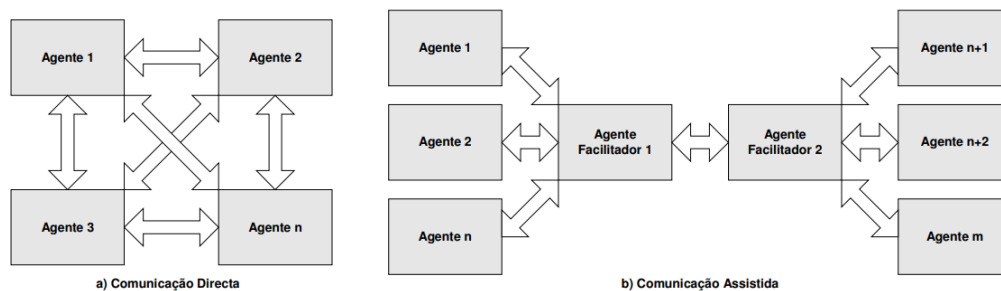 Agente 1
Agente 2
Agente 3
Agente n
a) Comunicação Directa
Agente 1
Agente n+1
Agente 2
Agente
Facilitador 1
Agente
Facilitador 2
Agente n+2
Agente n
Agente m
b) Comunicação Assistida